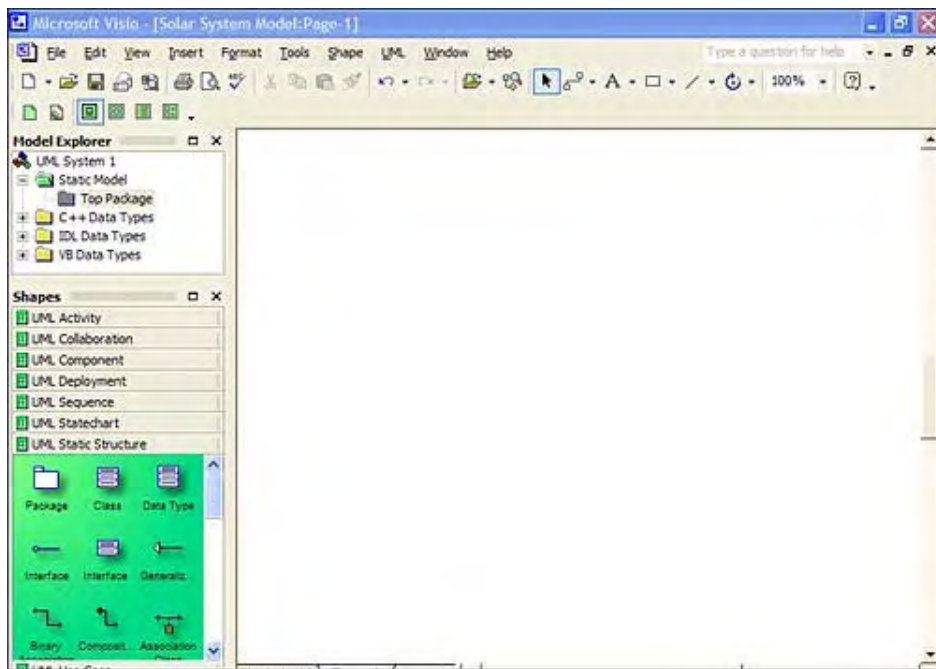 Microsoft Visio - [Solar System Model:Page-1]
File Edit View Insert Format Tools Shape UML Window Help Type a question for help
100%
Model Explorer
UML System 1
Static Model
Top Package
C++ Data Types
IDL Data Types
VB Data Types
Shapes
UML Activity
UML Collaboration
UML Component
UML Deployment
UML Sequence
UML Statechart
UML Static Structure
Package Class Data Type
Interface Interface Generaliz.
Binary Composit... Association